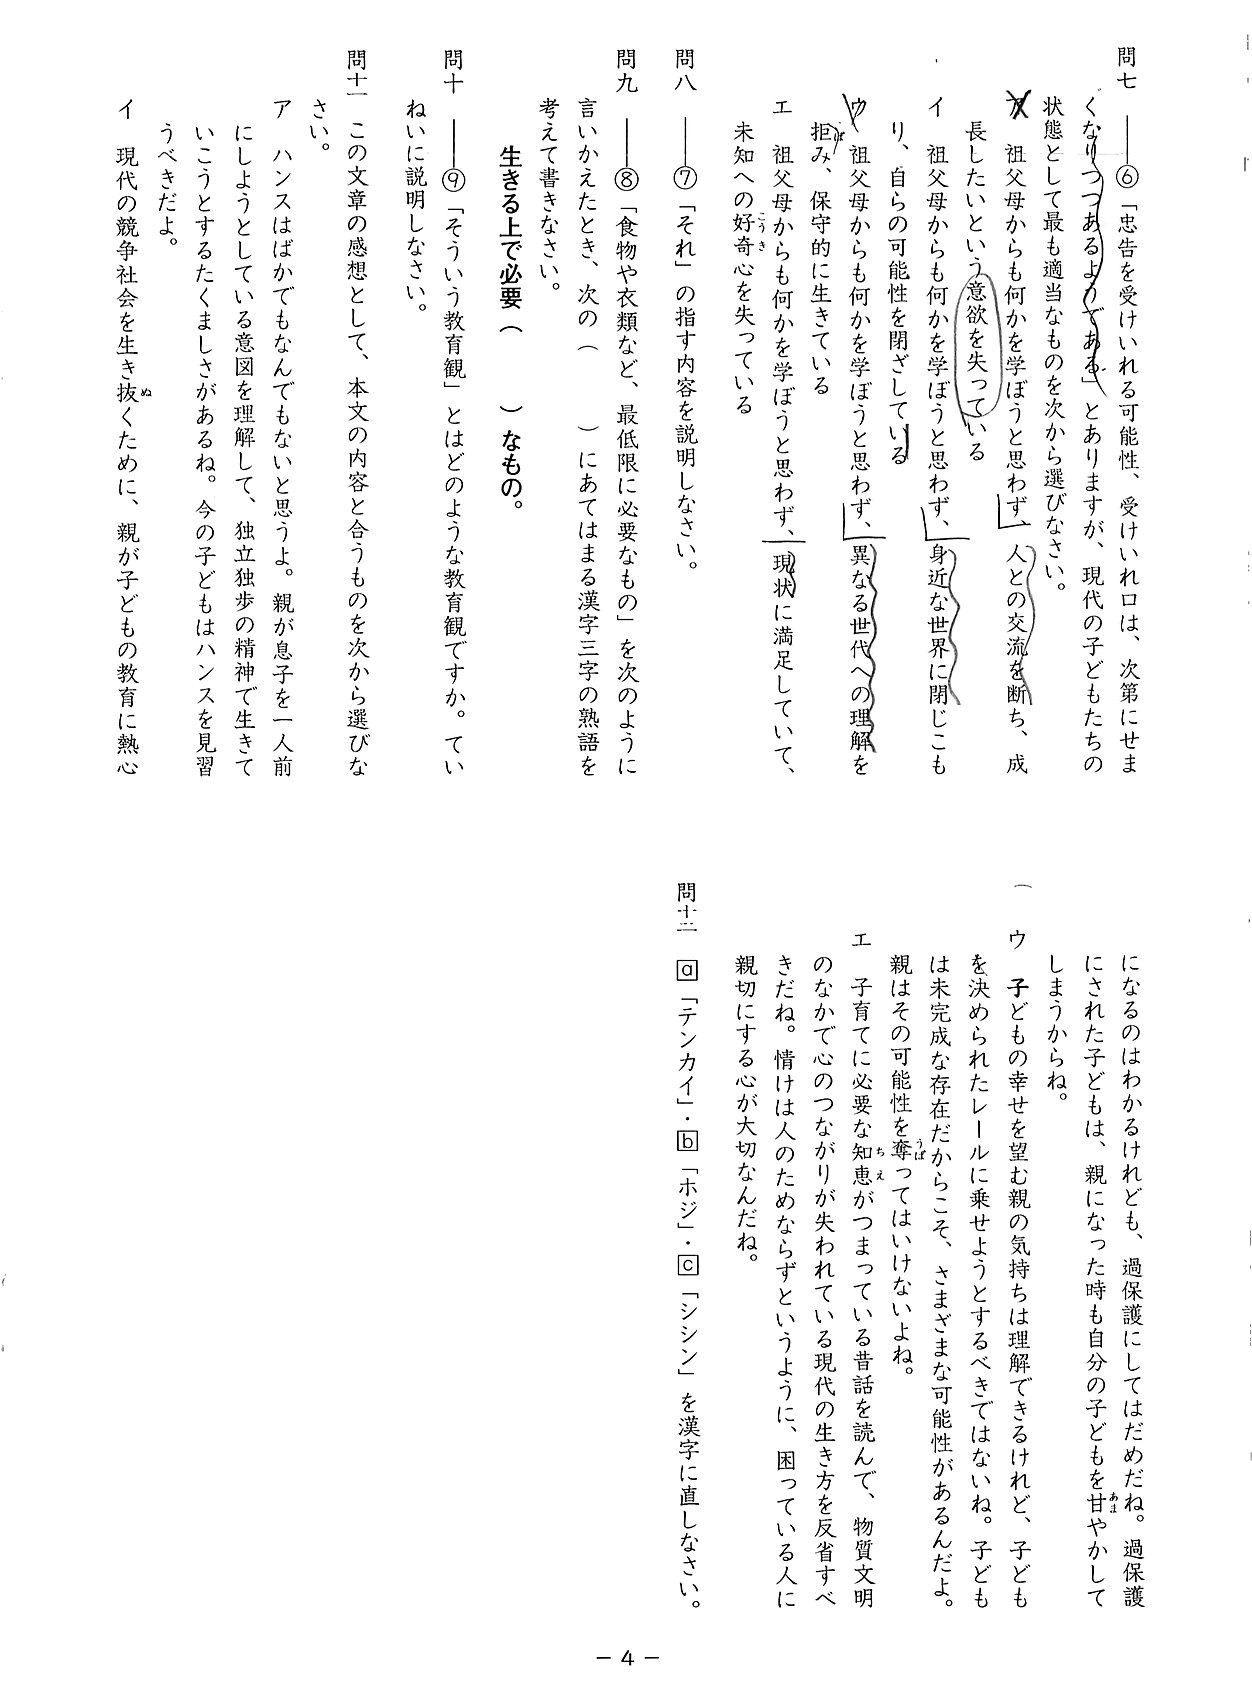 問七 ――⑥「忠告を受けいれる可能性、受けいれ口は、次第にせま
くなりつつあるようである」とありますが、現代の子どもたちの
状態として最も適当なものを次から選びなさい。
ア 祖父母からも何かを学ぼうと思わず、人との交流を断ち、成
長したいという意欲を失っている
イ 祖父母からも何かを学ぼうと思わず、身近な世界に閉じこも
り、自らの可能性を閉ざしている
ウ 祖父母からも何かを学ぼうと思わず、異なる世代への理解を
拒み、保守的に生きている
エ 祖父母からも何かを学ぼうと思わず、現状に満足していて、
未知への好奇心を失っている
こうき
問八 ――⑦「それ」の指す内容を説明しなさい。
問九 ――⑧「食物や衣類など、最低限に必要なもの」を次のように
言いかえたとき、次の（　　）にあてはまる漢字三字の熟語を
考えて書きなさい。
生きる上で必要（　　）なもの。
問十 ――⑨「そういう教育観」とはどのような教育観ですか。てい
ねいに説明しなさい。
問十一 この文章の感想として、本文の内容と合うものを次から選びな
さい。
ア ハンスはばかでもなんでもないと思うよ。親が息子を一人前
にしようとしている意図を理解して、独立独歩の精神で生きて
いこうとするたくましさがあるね。今の子どもはハンスを見習
うべきだよ。
イ 現代の競争社会を生き抜くために、親が子どもの教育に熱心
ぬ
になるのはわかるけれども、過保護にしてはだめだね。過保護
にされた子どもは、親になった時も自分の子どもを甘やかして
あま
しまうからね。
ウ 子どもの幸せを望む親の気持ちは理解できるけれど、子ども
を決められたレールに乗せようとするべきではないね。子ども
は未完成な存在だからこそ、さまざまな可能性があるんだよ。
親はその可能性を奪ってはいけないよね。
うば
エ 子育てに必要な知恵がつまっている昔話を読んで、物質文明
ちえ
のなかで心のつながりが失われている現代の生き方を反省すべ
きだね。情けは人のためならずというように、困っている人に
親切にする心が大切なんだね。
問十二 a「テンカイ」・b「ホジ」・c「シシン」を漢字に直しなさい。
－4－